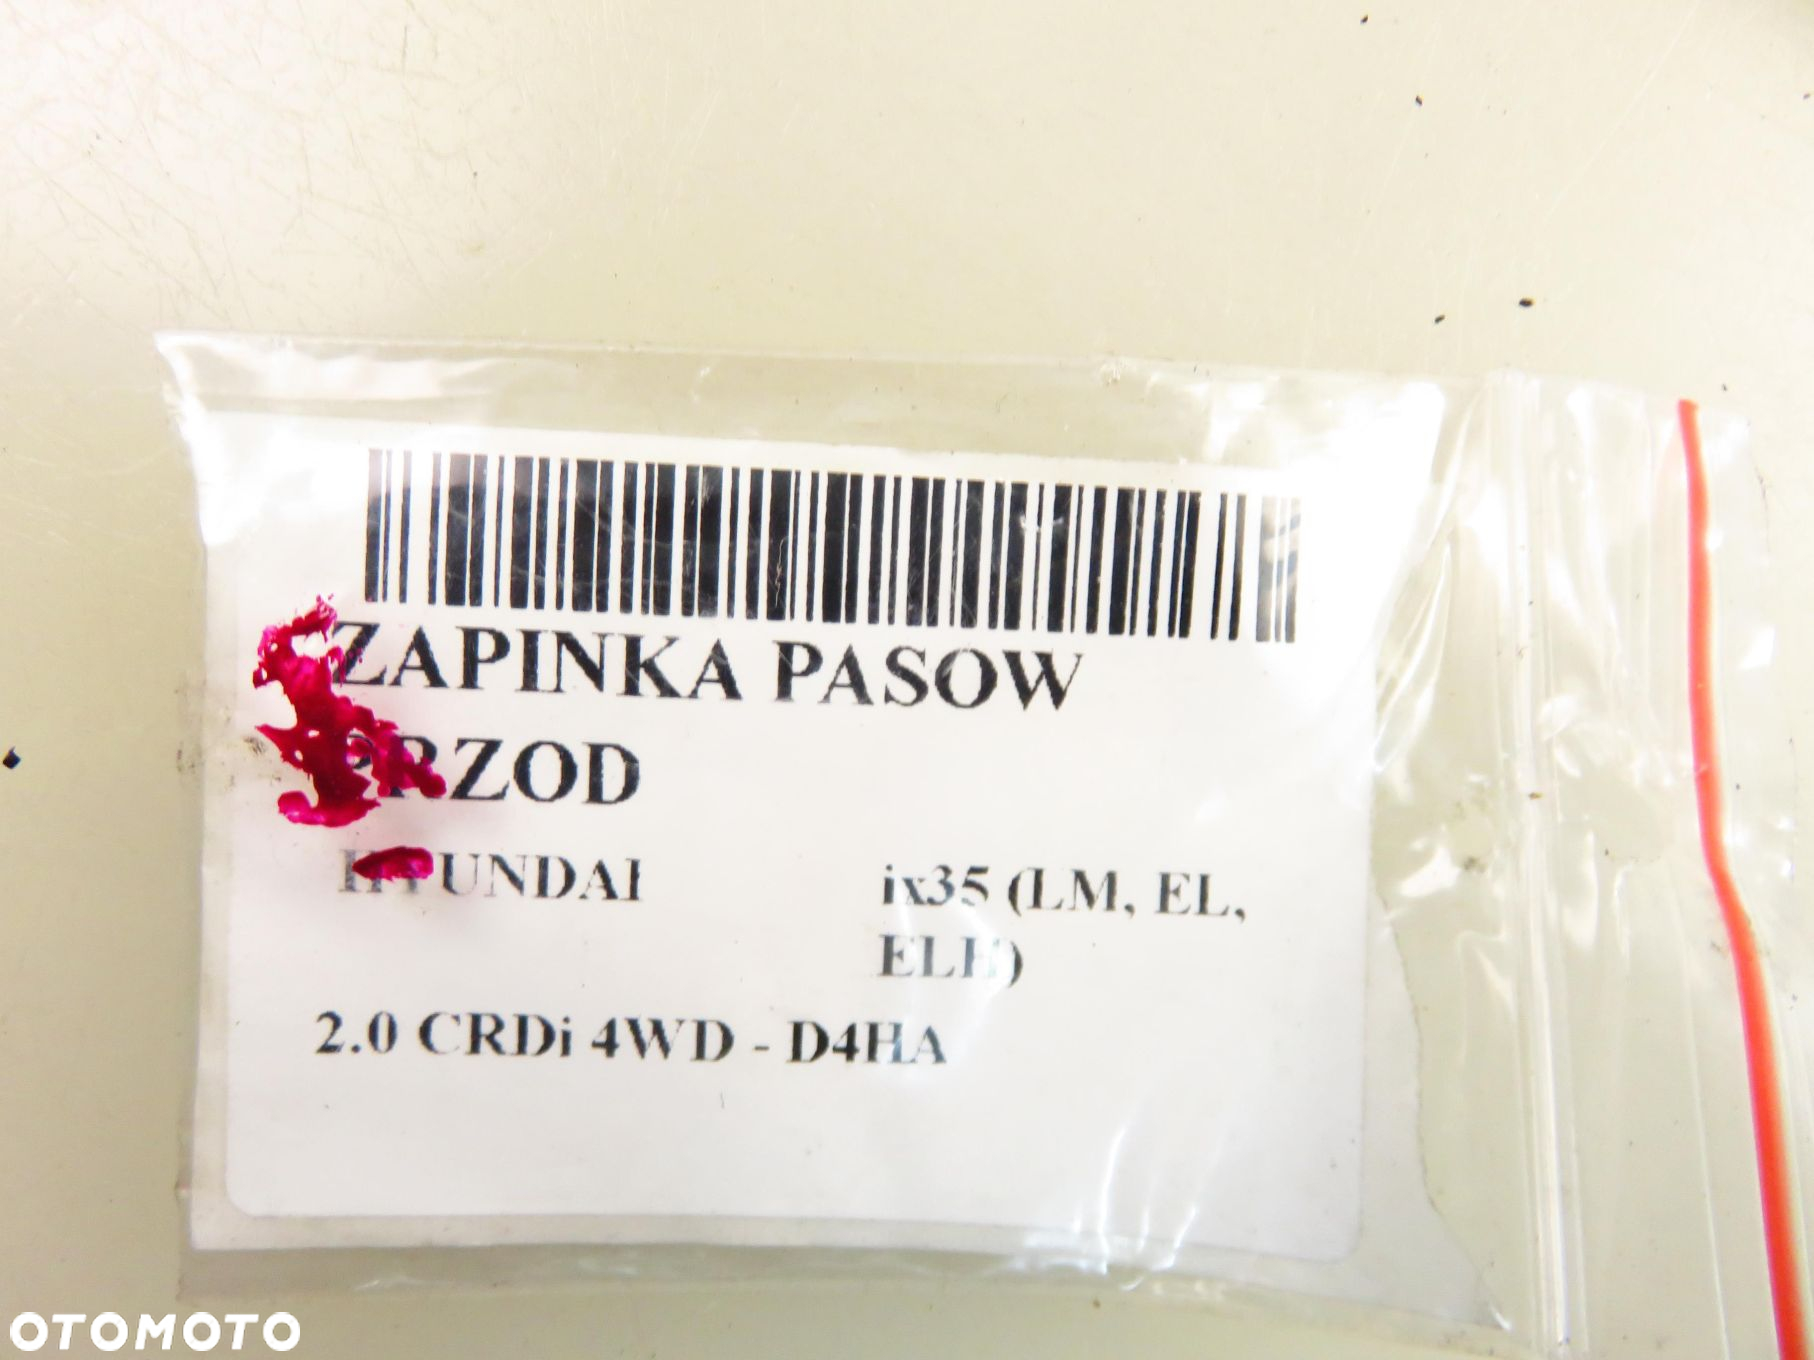 ZAPINKA PASOW
PRZOD
HYUNDAI ix35 (LM, EL,
ELH)
2.0 CRDi 4WD - D4HA
OTOMOTO